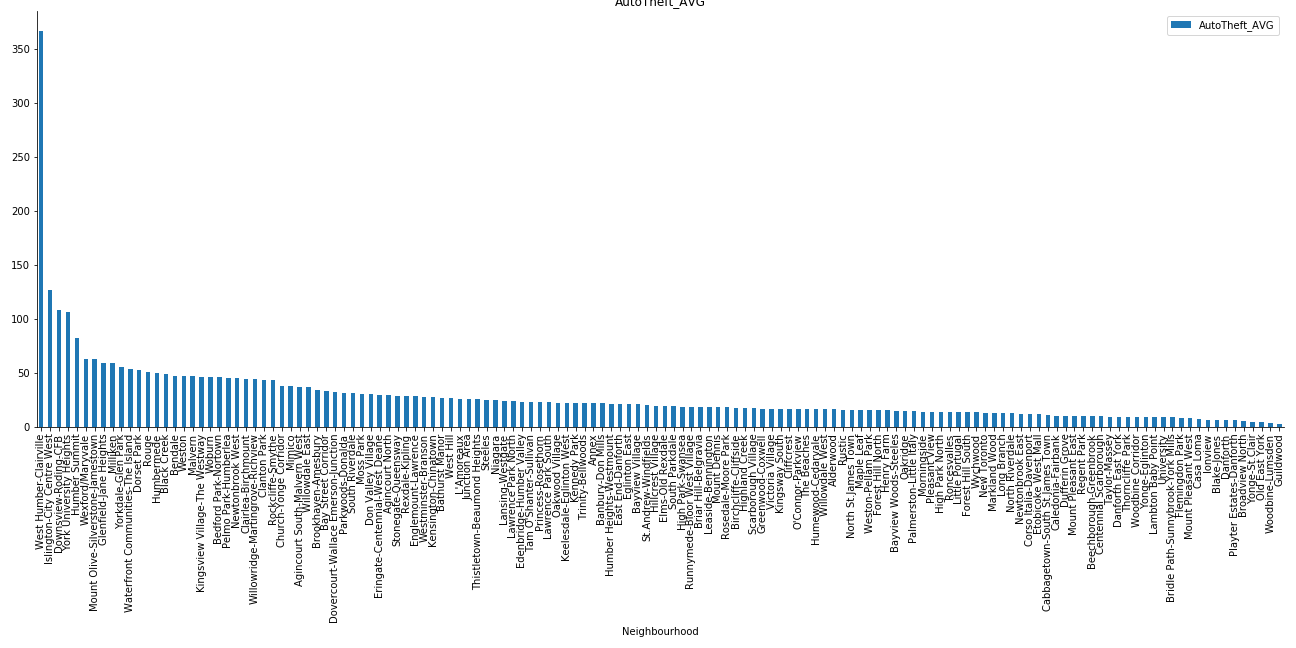 AutoTheft_AVG
AutoTheft_AVG
350
300
250
200
150
100
50
0
West Humber-Clairville
Islington-City Centre West
Downsview-Roding-CFB
York University Heights
Humber Summit
Wexford/Maryvale
Mount Olive-Silverstone-Jamestown
Glenfield-Jane Heights
Milliken
Yorkdale-Glen Park
Waterfront Communities-The Island
Dorset Park
Rouge
Humbermede
Black Creek
Bendale
Weston
Malvern
Kingsview Village-The Westway
Woburn
Bedford Park-Nortown
Pelmo Park-Humberlea
Newtonbrook West
Clairlea-Birchmount
Willowridge-Martingrove-Richview
Clanton Park
Rockcliffe-Smythe
Church-Yonge Corridor
Mimico
Agincourt South-Malvern West
Willowdale East
Brookhaven-Amesbury
Bay Street Corridor
Dovercourt-Wallace Emerson-Junction
Parkwoods-Donalda
South Riverdale
Moss Park
Don Valley Village
Eringate-Centennial-West Deane
Agincourt North
Stonegate-Queensway
Rexdale-Kipling
Englemount-Lawrence
Westminster-Branson
Kensington-Chinatown
Bathurst Manor
West Hill
L'Amoreaux
Junction Area
Thistletown-Beaumond Heights
Steeles
Niagara
Lansing-Westgate
Lawrence Park North
Edenbridge-Humber Valley
Tam O'Shanter-Sullivan
Princess-Rosethorn
Lawrence Park South
Oakwood Village
Keelesdale-Eglinton West
Kennedy Park
Trinity-Bellwoods
Annex
Banbury-Don Mills
Humber Heights-Westmount
East End-Danforth
Eglinton East
Bayview Village
St.Andrew-Windfields
Hillcrest Village
Elms-Old Rexdale
South Parkdale
High Park-Swansea
Runnymede-Bloor West Village
Briar Hill-Belgravia
Leaside-Bennington
Mount Dennis
Rosedale-Moore Park
Birchcliffe-Cliffside
Highland Creek
Scarborough Village
Greenwood-Coxwell
Victoria Village
Kingsway South
Cliffcrest
O'Connor-Parkview
The Beaches
Humewood-Cedarvale
Willowdale West
Alderwood
Rustic
North St.James Town
Maple Leaf
Weston-Pellam Park
Forest Hill North
Henry Farm
Bayview Woods-Steeles
Oakridge
Palmerston-Little Italy
Morningside
Pleasant View
High Park North
Roncesvalles
Little Portugal
Forest Hill South
Wychwood
New Toronto
Markland Wood
Long Branch
North Riverdale
Newtonbrook East
Corso Italia-Davenport
Etobicoke West Mall
Cabbagetown-South St.James Town
Caledonia-Fairbank
Dufferin Grove
Mount Pleasant East
Regent Park
Beechborough-Greenbrook
Centennial Scarborough
Taylor-Massey
Danforth East York
Thorncliffe Park
Woodbine Corridor
Yonge-Eglinton
Lambton Baby Point
University
Bridle Path-Sunnybrook-York Mills
Flemingdon Park
Mount Pleasant West
Casa Loma
Ionview
Blake-Jones
Danforth
Playter Estates-Danforth
Broadview North
Yonge-St.Clair
Old East York
Woodbine-Lumsden
Guildwood
Neighbourhood